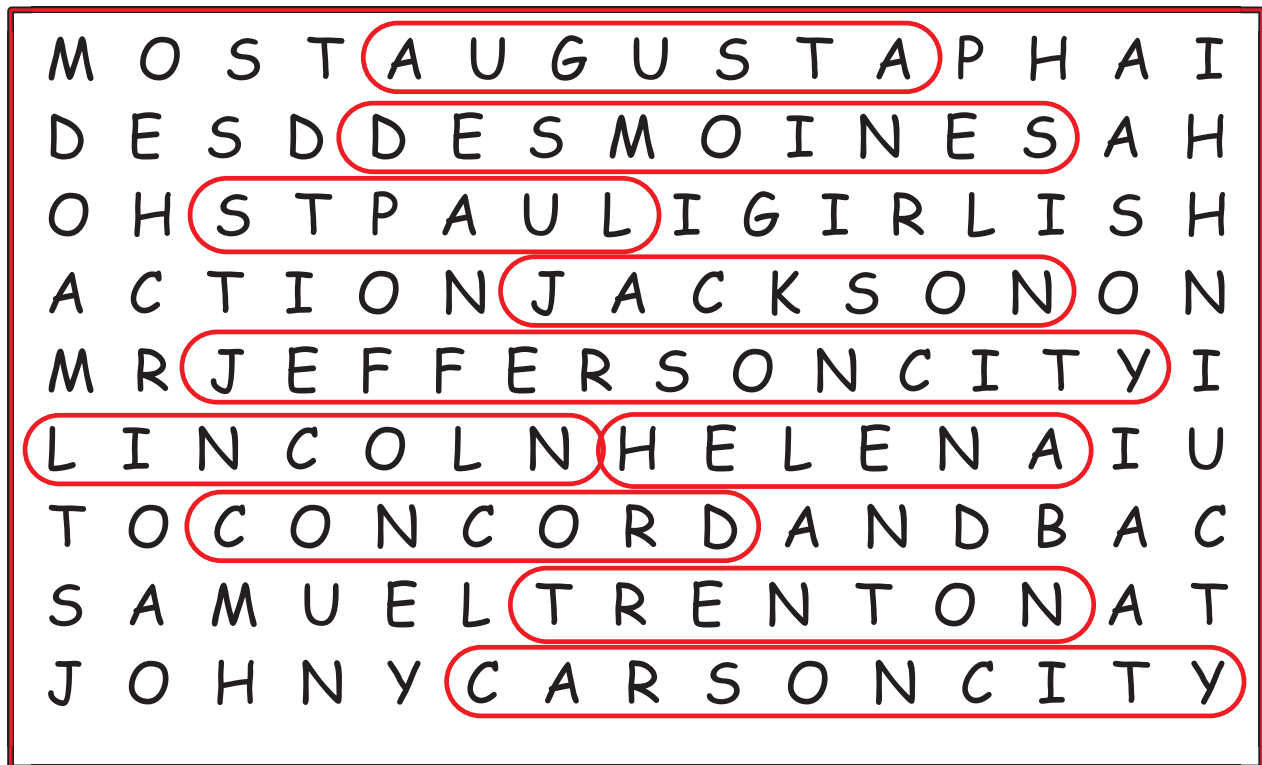 M O S T A U G U S T A P H A I
D E S D D E S M O I N E S A H
O H S T P A U L I G I R L I S H
A C T I O N J A C K S O N O N
M R J E F F E R S O N C I T Y I
L I N C O L N H E L E N A I U
T O C O N C O R D A N D B A C
S A M U E L T R E N T O N A T
J O H N Y C A R S O N C I T Y